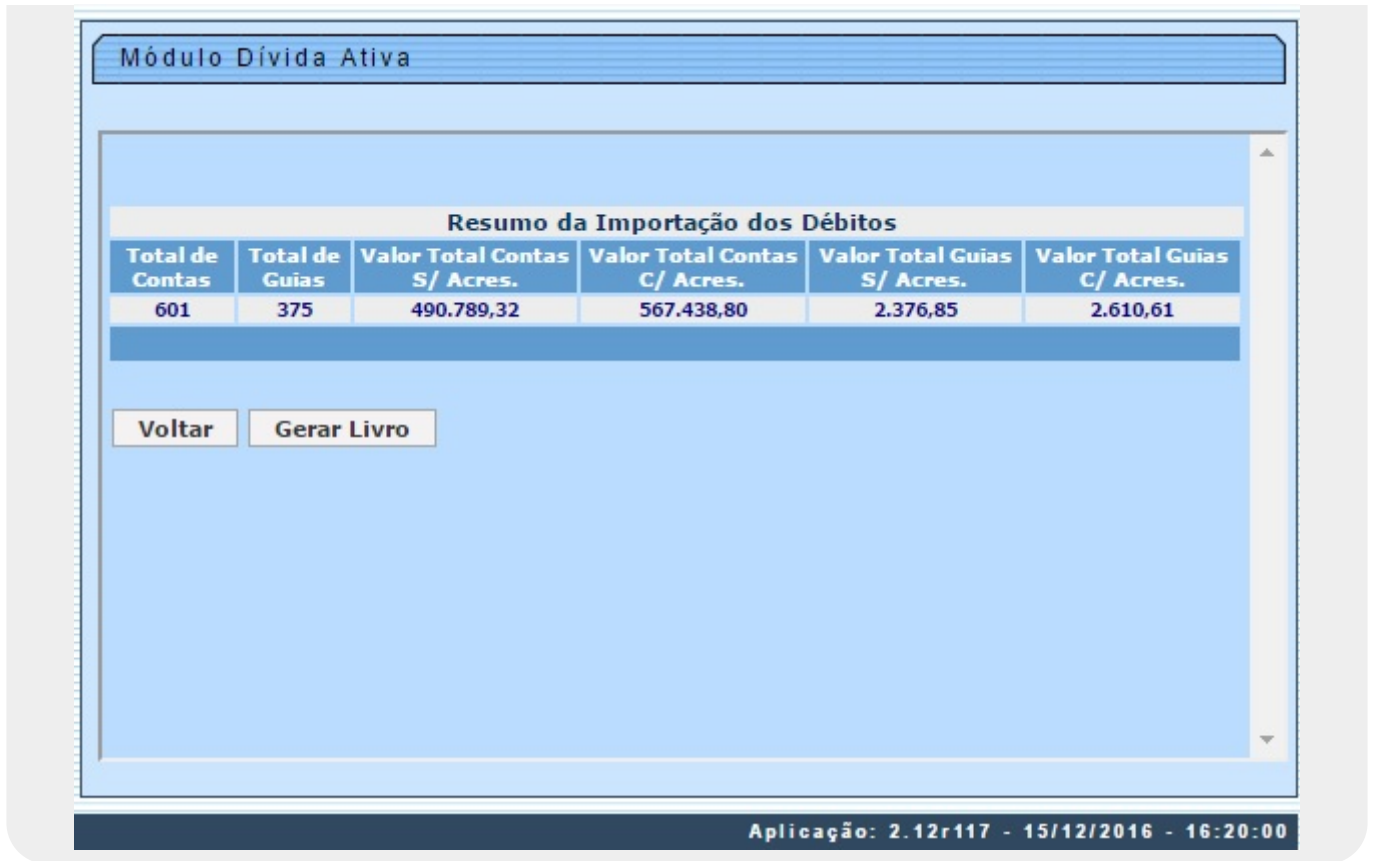 Módulo Dívida Ativa
Resumo da Importação dos Débitos
Total de Contas Total de Guias Valor Total Contas S/ Acres. Valor Total Contas C/ Acres. Valor Total Guias S/ Acres. Valor Total Guias C/ Acres.
601 375 490.789,32 567.438,80 2.376,85 2.610,61
Voltar Gerar Livro
Aplicação: 2.12r117 - 15/12/2016 - 16:20:00